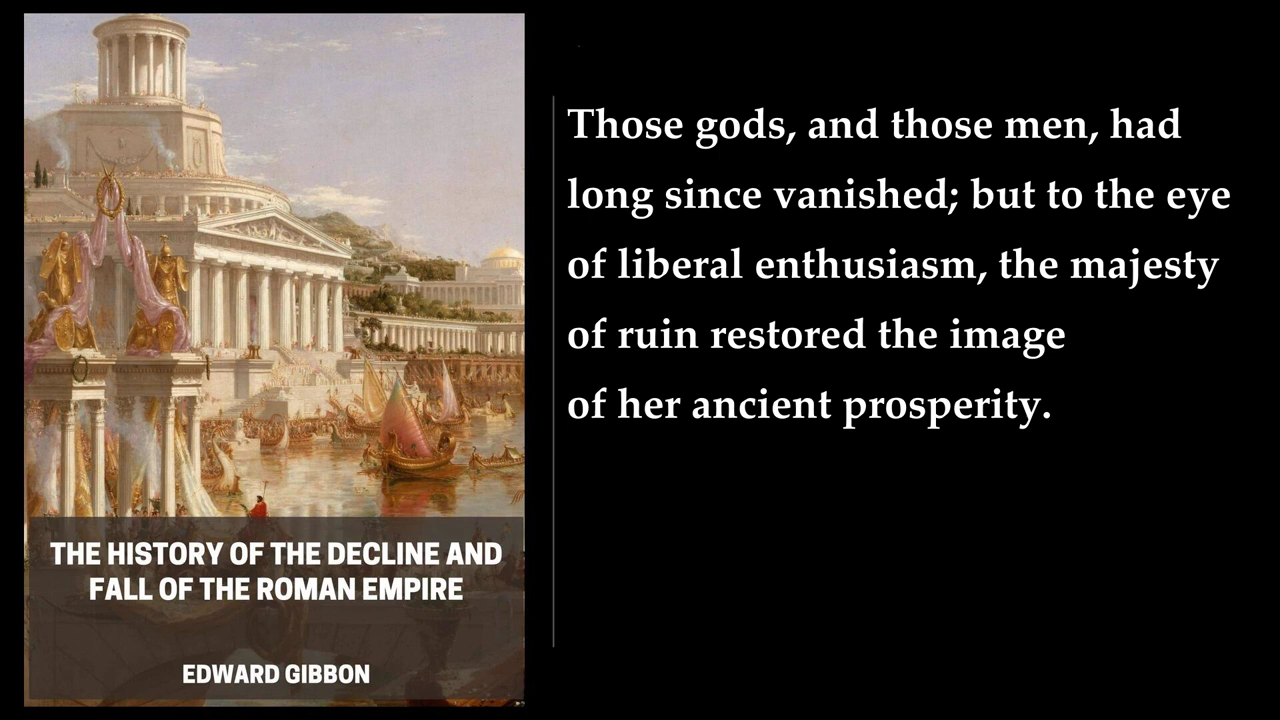 THE HISTORY OF THE DECLINE AND
FALL OF THE ROMAN EMPIRE
EDWARD GIBBON
Those gods, and those men, had
long since vanished; but to the eye
of liberal enthusiasm, the majesty
of ruin restored the image
of her ancient prosperity.